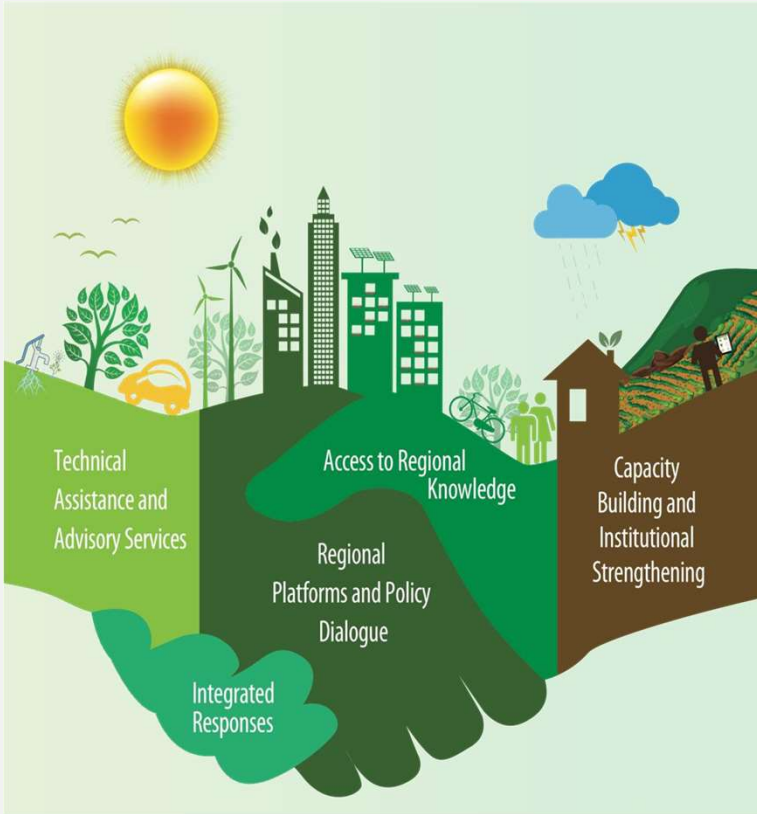 Technical
Assistance and
Advisory Services
Access to Regional
Knowledge
Regional
Platforms and Policy
Dialogue
Capacity
Building and
Institutional
Strengthening
Integrated
Responses